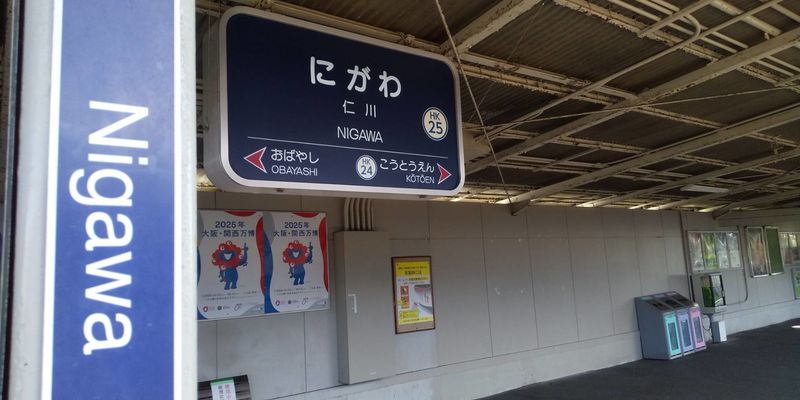 Nigawa
にがわ
仁川
NIGAWA
HK
25
おばやし
OBAYASHI
HK
24
こうとうえん
KŌTŌEN
2025年
大阪・関西万博
2025年
大阪・関西万博